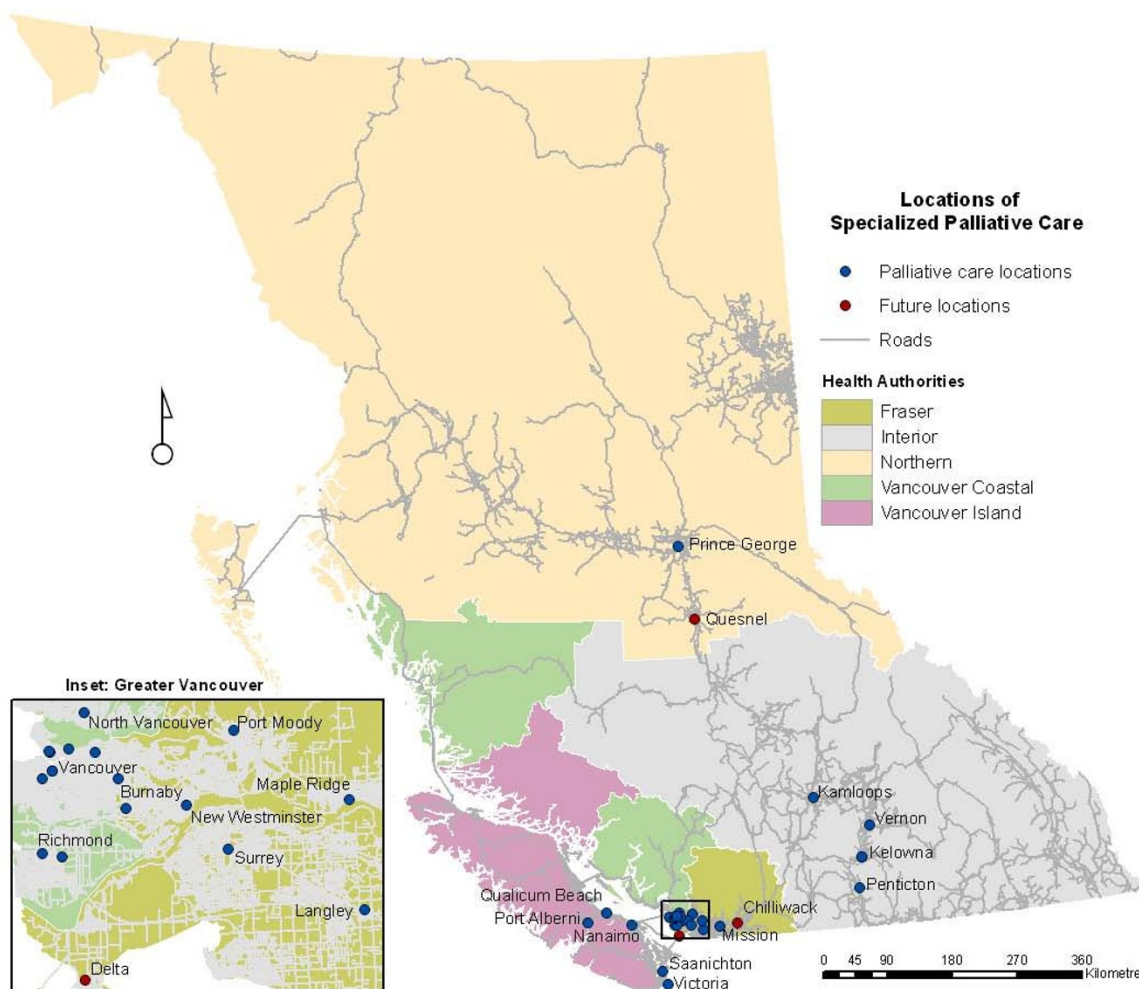 Locations of
Specialized Palliative Care
Palliative care locations
Future locations
Roads
Health Authorities
Fraser
Interior
Northern
Vancouver Coastal
Vancouver Island
Prince George
Quesnel
Inset: Greater Vancouver
North Vancouver
Port Moody
Vancouver
Burnaby
Maple Ridge
New Westminster
Richmond
Surrey
Langley
Delta
Kamloops
Vernon
Kelowna
Penticton
Qualicum Beach
Port Alberni
Nanaimo
Chilliwack
Mission
Saanichton
Victoria
0 45 90 180 270 360
Kilometre